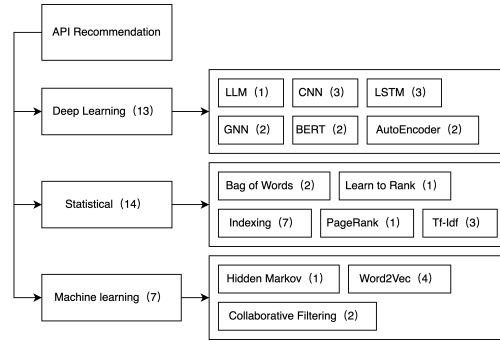 API Recommendation
Deep Learning (13)
LLM (1) CNN (3) LSTM (3)
GNN (2) BERT (2) AutoEncoder (2)
Statistical (14)
Bag of Words (2) Learn to Rank (1)
Indexing (7) PageRank (1) Tf-Idf (3)
Machine learning (7)
Hidden Markov (1) Word2Vec (4)
Collaborative Filtering (2)